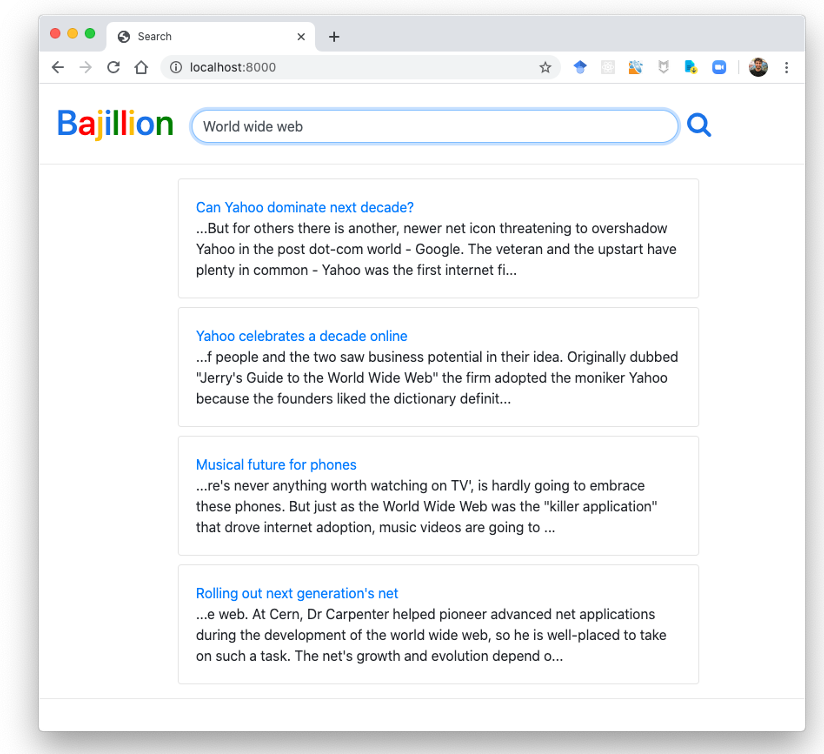 Search
localhost:8000
Bajillion
World wide web
Can Yahoo dominate next decade?
...But for others there is another, newer net icon threatening to overshadow
Yahoo in the post dot-com world - Google. The veteran and the upstart have
plenty in common - Yahoo was the first internet fi...
Yahoo celebrates a decade online
...f people and the two saw business potential in their idea. Originally dubbed
"Jerry's Guide to the World Wide Web" the firm adopted the moniker Yahoo
because the founders liked the dictionary definit...
Musical future for phones
...re's never anything worth watching on TV', is hardly going to embrace
these phones. But just as the World Wide Web was the "killer application"
that drove internet adoption, music videos are going to ...
Rolling out next generation's net
...e web. At Cern, Dr Carpenter helped pioneer advanced net applications
during the development of the world wide web, so he is well-placed to take
on such a task. The net's growth and evolution depend o...